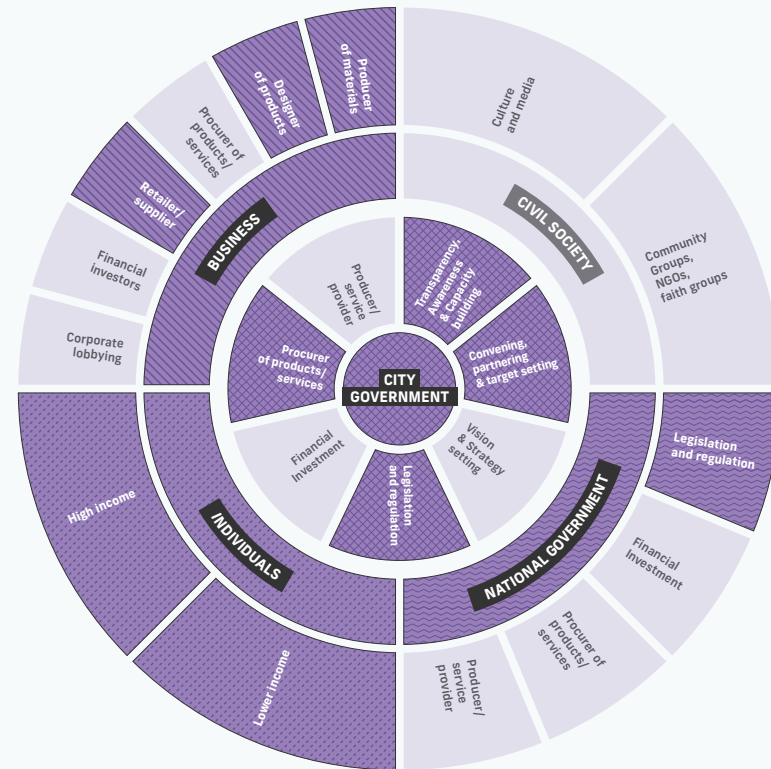 Producer
of materials
Designer
of products
Procurer of
products/
services
Retailer/
supplier
Financial
investors
Corporate
lobbying
BUSINESS
Culture
and media
Community
Groups,
NGOS,
faith groups
CIVIL SOCIETY
Producer/
service
provider
Transparency,
Awareness
& Capacity
building
Procurer
of products/
services
Convening,
partnering
& target setting
CITY
GOVERNMENT
Financial
Investment
Legislation
and regulation
Vision
& Strategy
setting
High income
Lower income
INDIVIDUALS
NATIONAL GOVERNMENT
Legislation
and regulation
Financial
Investment
Procurer of
products/
services
Producer/
service
provider